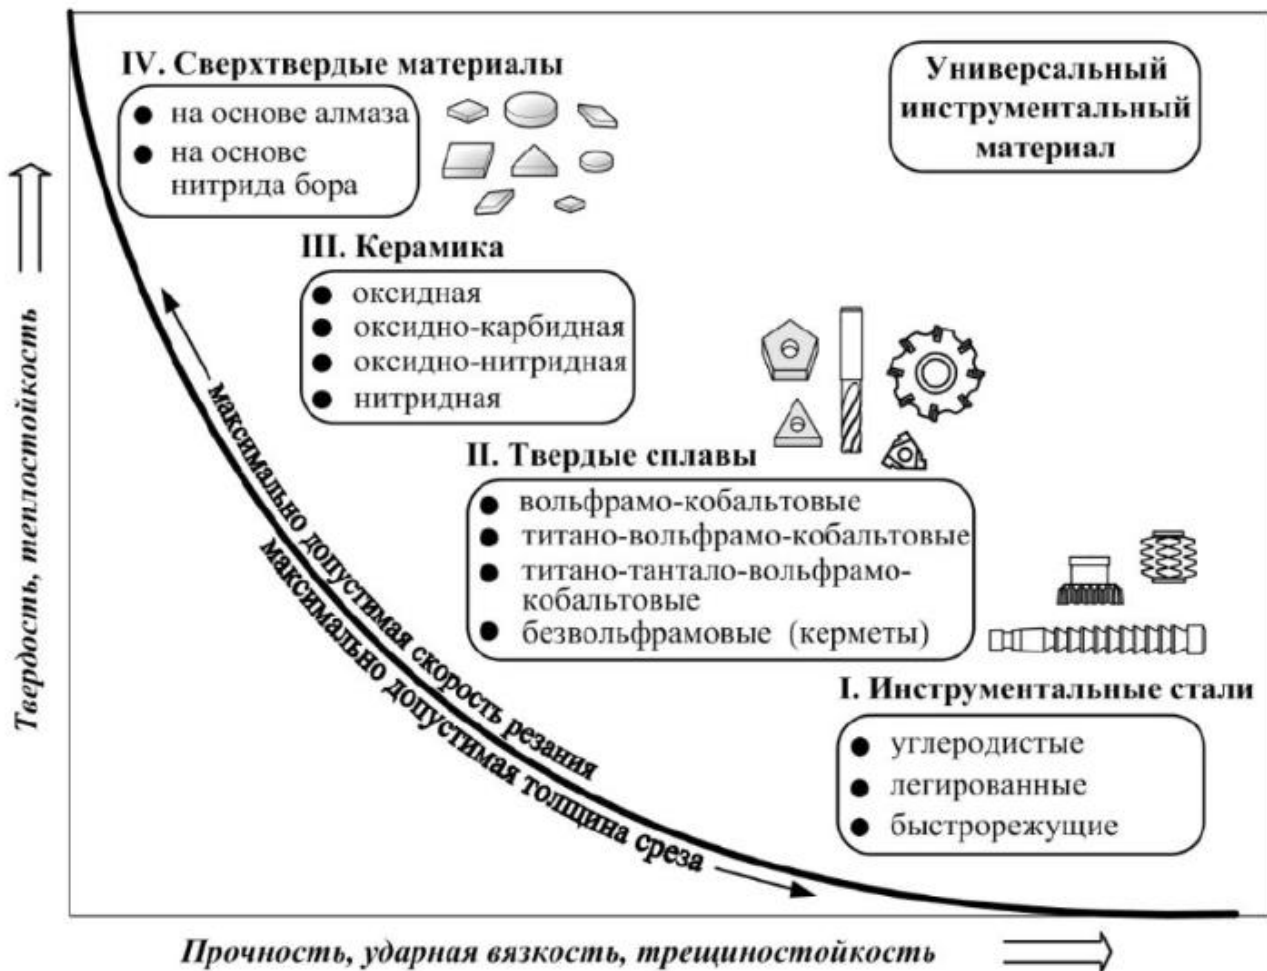 IV. Сверхтвердые материалы
на основе алмаза
на основе
нитрида бора
Универсальный
инструментальный
материал
III. Керамика
оксидная
оксидно-карбидная
оксидно-нитридная
нитридная
II. Твердые сплавы
вольфрамо-кобальтовые
титано-вольфрамо-кобальтовые
титано-тантало-вольфрамо-
кобальтовые
безвольфрамовые (керметы)
I. Инструментальные стали
углеродистые
легированные
быстрорежущие
максимально допустимая скорость резания
максимально допустимая толщина среза
Твердость, теплостойкость
Прочность, ударная вязкость, трещиностойкость